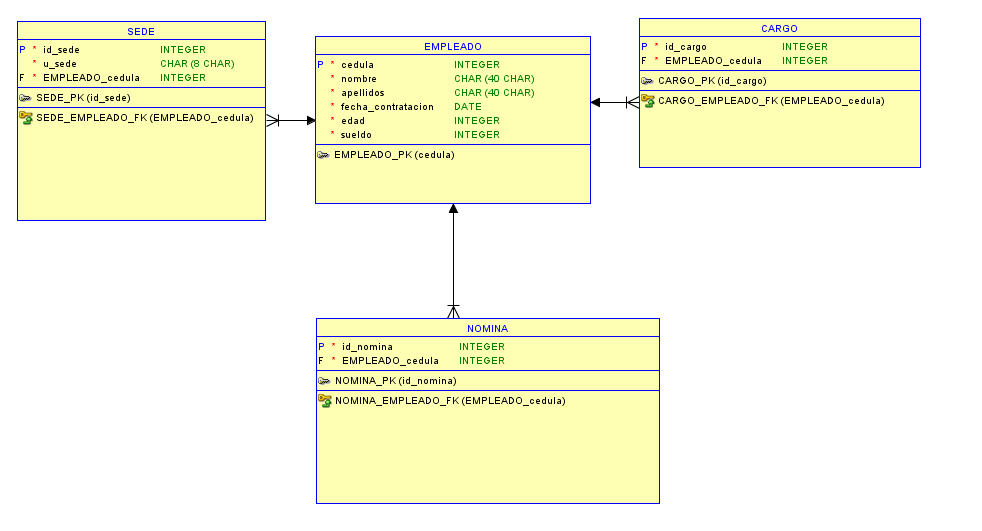 SEDE
P * id_sede INTEGER
* u_sede CHAR (8 CHAR)
F * EMPLEADO_cedula INTEGER
SEDE_PK (id_sede)
SEDE_EMPLEADO_FK (EMPLEADO_cedula)
EMPLEADO
P * cedula INTEGER
* nombre CHAR (40 CHAR)
* apellidos CHAR (40 CHAR)
* fecha_contratacion DATE
* edad INTEGER
* sueldo INTEGER
EMPLEADO_PK (cedula)
CARGO
P * id_cargo INTEGER
F * EMPLEADO_cedula INTEGER
CARGO_PK (id_cargo)
CARGO_EMPLEADO_FK (EMPLEADO_cedula)
NOMINA
P * id_nomina INTEGER
F * EMPLEADO_cedula INTEGER
NOMINA_PK (id_nomina)
NOMINA_EMPLEADO_FK (EMPLEADO_cedula)